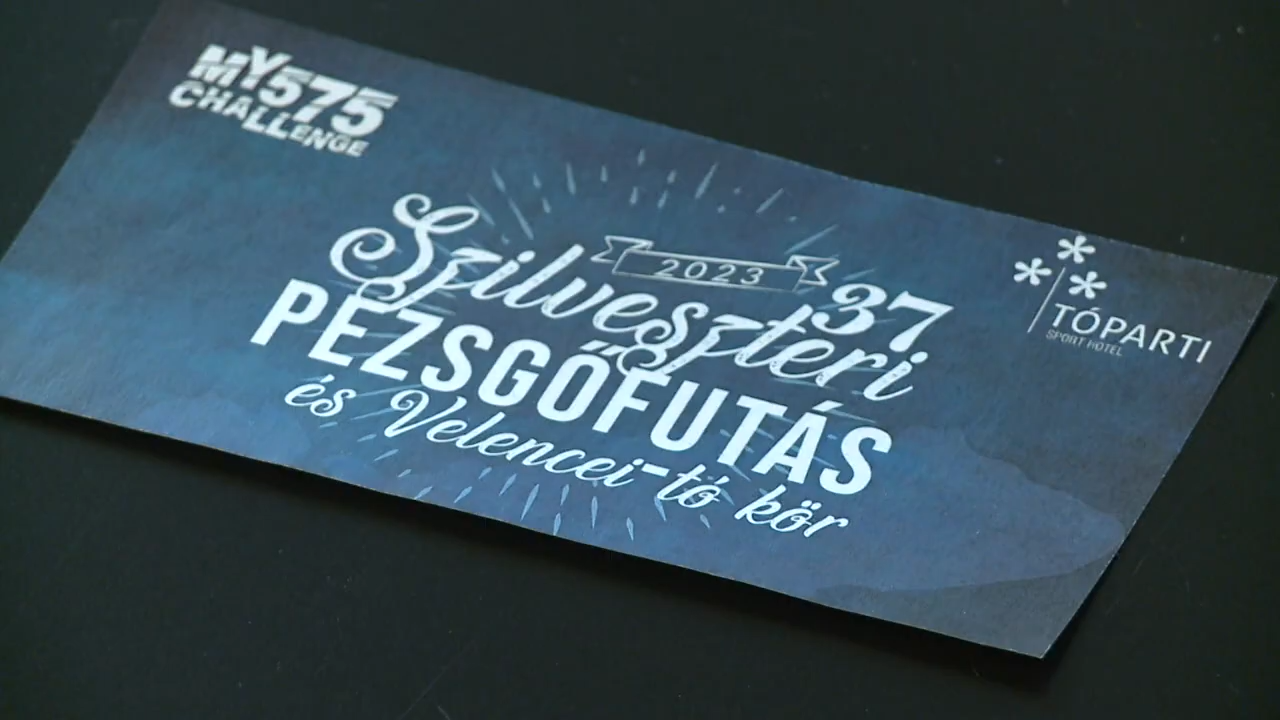 MY575
CHALLENGE
2023
37
Szilveszteri
PEZSGŐFUTÁS
és Velencei-tó kör
TÓPARTI
SPORT HOTEL